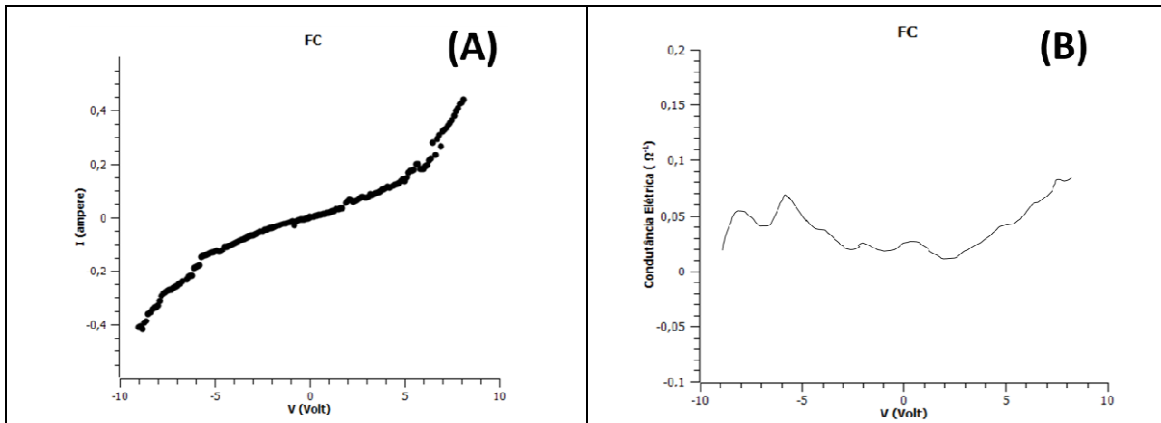 FC
(A)
0,4
0,2
0
0,2
-0,4
I (ampere)
-10
-5
0
5
10
V (Volt)
FC
(B)
0,2
0,15
0,1
0,05
0
-0,05
-0.1
Condutância Elétrica ( Ω⁻¹)
-10
-5
0
5
10
V (Volt)